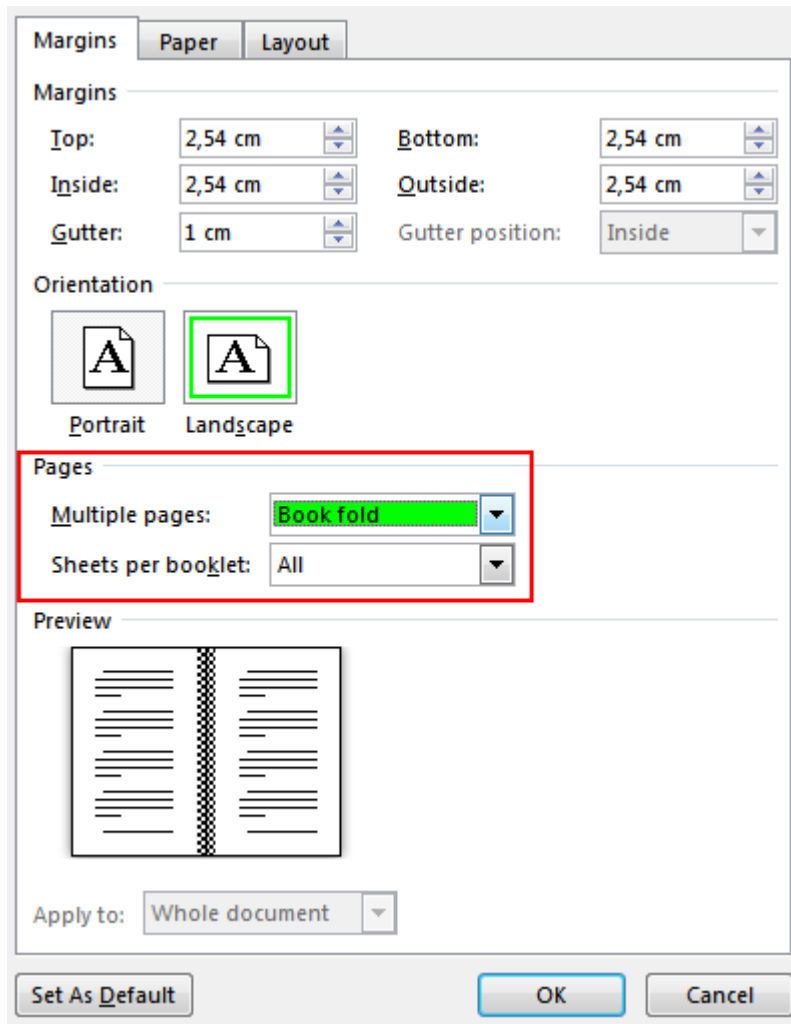 Margins Paper Layout
Margins
Top: 2,54 cm Bottom: 2,54 cm
Inside: 2,54 cm Outside: 2,54 cm
Gutter: 1 cm Gutter position: Inside
Orientation
A A
Portrait Landscape
Pages
Multiple pages: Book fold
Sheets per booklet: All
Preview
Apply to: Whole document
Set As Default OK Cancel